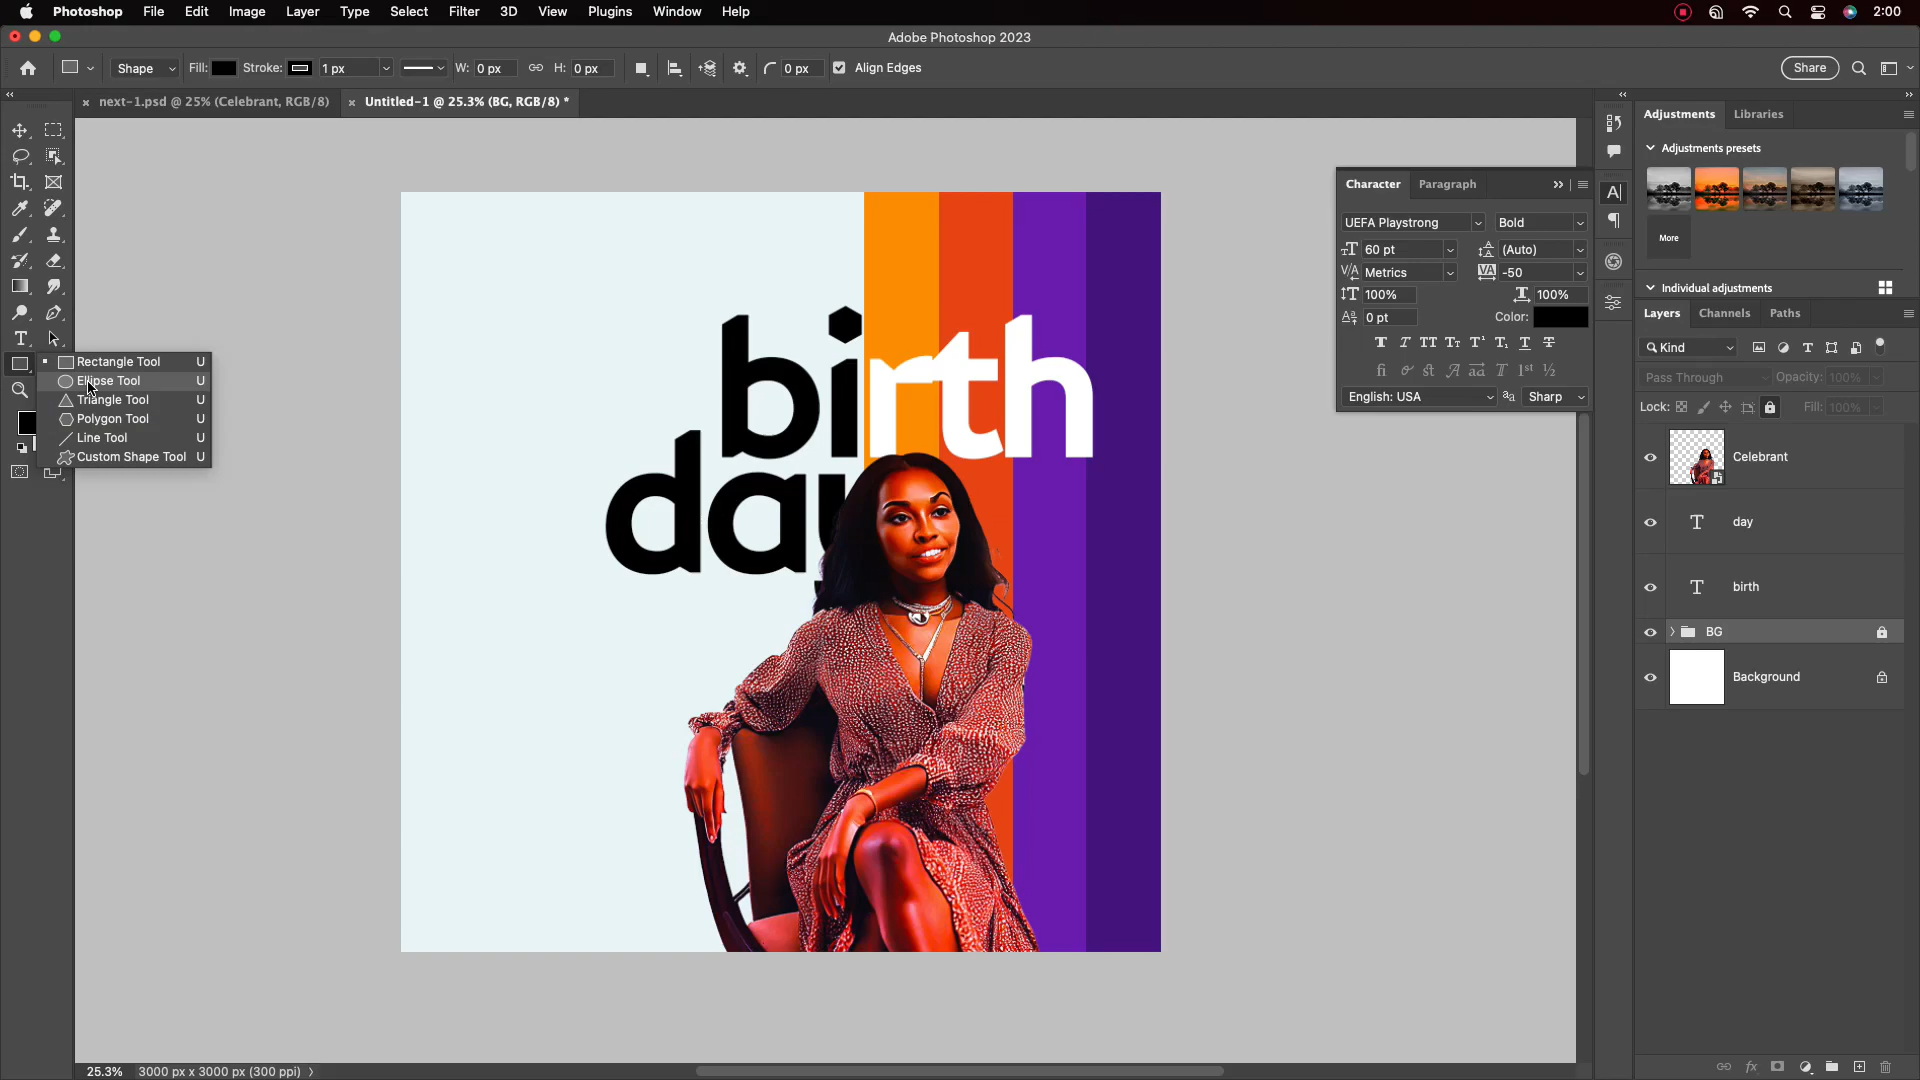 Photoshop File Edit Image Layer Type Select Filter 3D View Plugins Window Help 2:00
Adobe Photoshop 2023
Shape Fill: Stroke: 1 px W: 0 px H: 0 px 0 px Align Edges Share
next-1.psd @ 25% (Celebrant, RGB/8) Untitled-1 @ 25.3% (BG, RGB/8) *
Rectangle Tool U
Ellipse Tool U
Triangle Tool U
Polygon Tool U
Line Tool U
Custom Shape Tool U
birth
day
Character Paragraph
UEFA Playstrong Bold
60 pt (Auto)
Metrics -50
100% 100%
0 pt Color:
English: USA Sharp
Adjustments Libraries
Adjustments presets
More
Individual adjustments
Layers Channels Paths
Kind
Pass Through Opacity: 100%
Lock: Fill: 100%
Celebrant
day
birth
BG
Background
25.3% 3000 px x 3000 px (300 ppi)